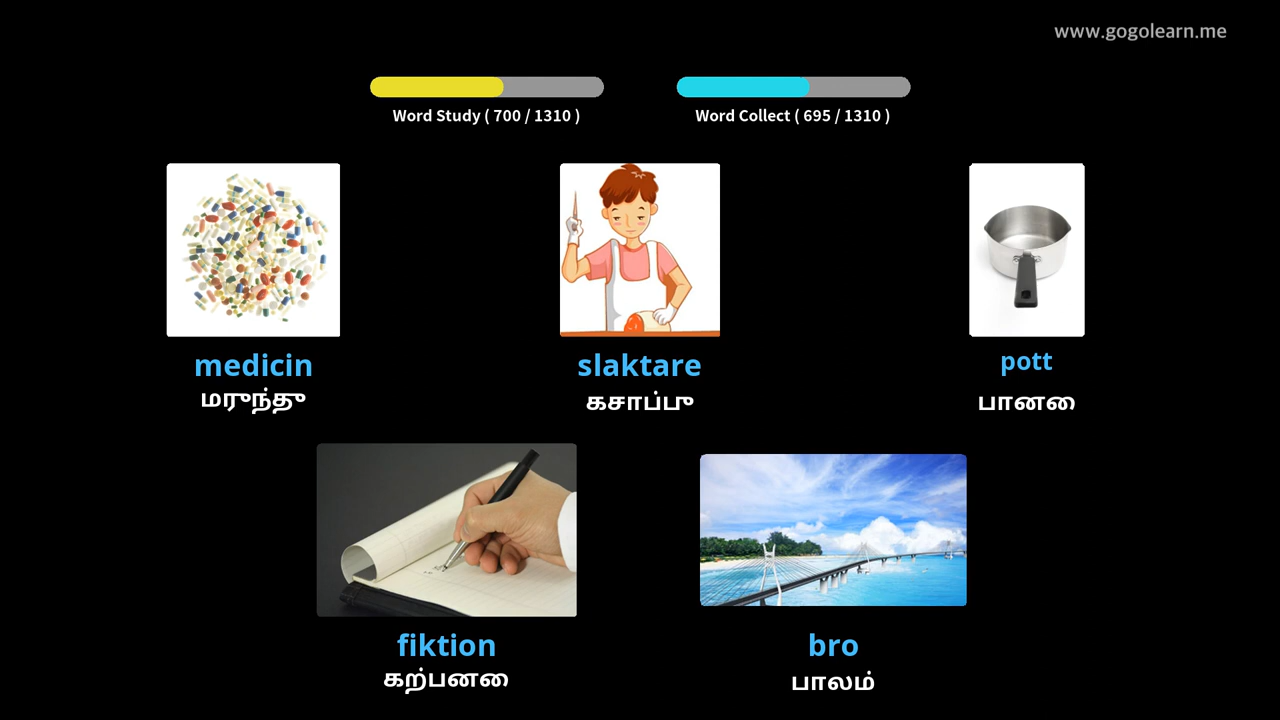 www.gogolearn.me
Word Study ( 700 / 1310 )
Word Collect ( 695 / 1310 )
medicin
slaktare
pott
மருந்து
கசாப்பு
பானை
fiktion
bro
கற்பனை
பாலம்